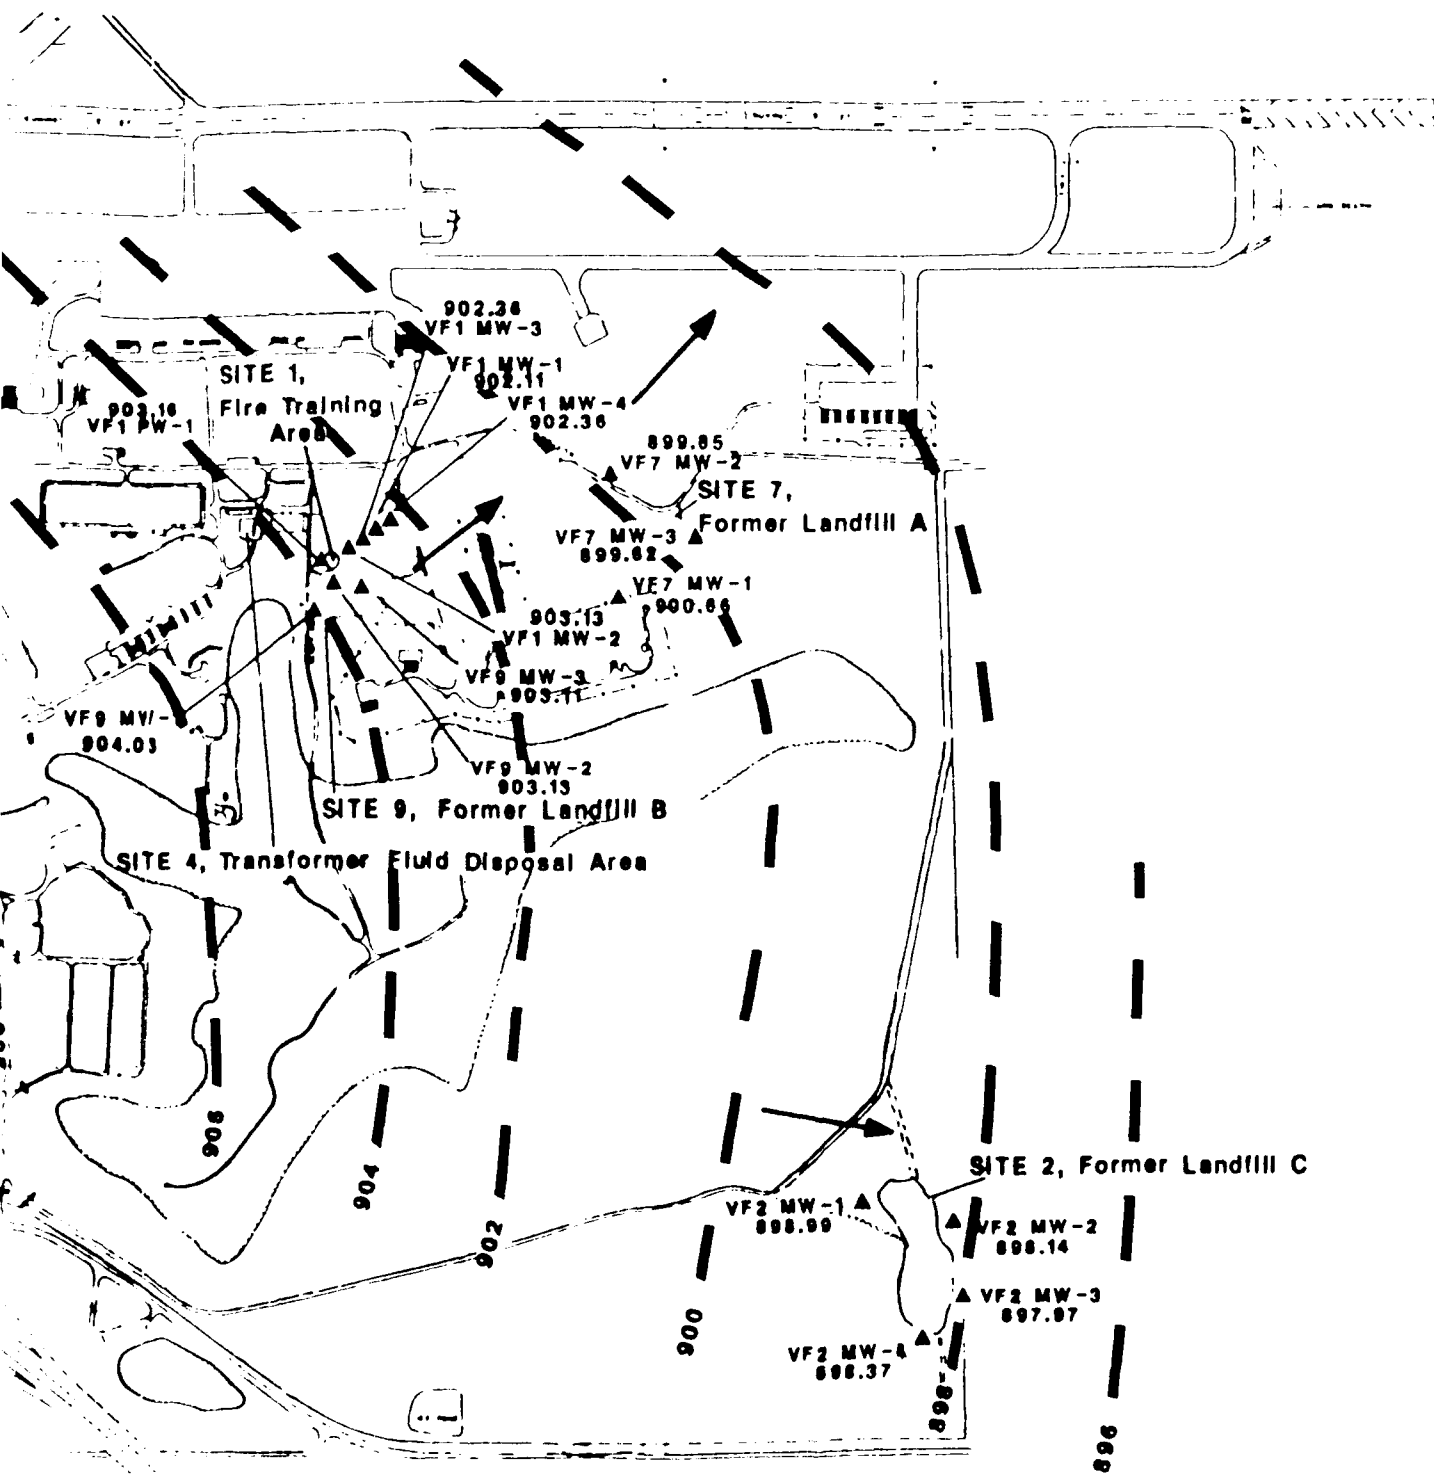 902.36
VF1 MW-3
VF1 MW-1
902.11
SITE 1,
Fire Training
Area
VF1 MW-4
902.36
903.16
VF1 PW-1
899.85
VF7 MW-2
SITE 7,
Former Landfill A
VF7 MW-3
899.62
VF7 MW-1
900.66
903.13
VF1 MW-2
VF9 MW-3
903.11
VF9 MW-
904.03
VF9 MW-2
903.13
SITE 9, Former Landfill B
SITE 4, Transformer Fluid Disposal Area
906
904
902
900
898
896
SITE 2, Former Landfill C
VF2 MW-1
898.99
VF2 MW-2
898.14
VF2 MW-3
897.97
VF2 MW-4
898.37